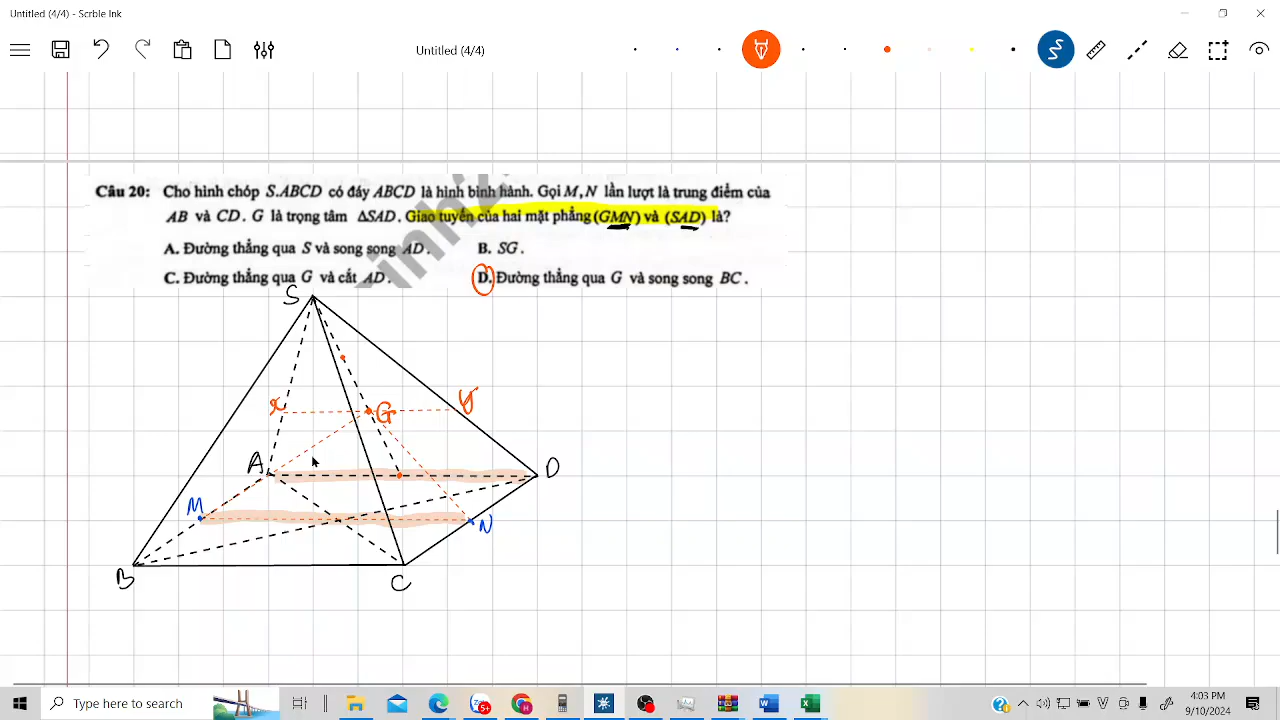 Untitled (4/4) - Scrble Ink
Untitled (4/4)
Câu 20: Cho hình chóp S.ABCD có đáy ABCD là hình bình hành. Gọi M, N lần lượt là trung điểm của
AB và CD. G là trọng tâm ΔSAD. Giao tuyến của hai mặt phẳng (GMN) và (SAD) là?
A. Đường thẳng qua S và song song AD.
B. SG.
C. Đường thẳng qua G và cắt AD.
D. Đường thẳng qua G và song song BC.
S
x
G
y
A
D
M
N
B
C
Type here to search
4:03 PM
9/10/2024